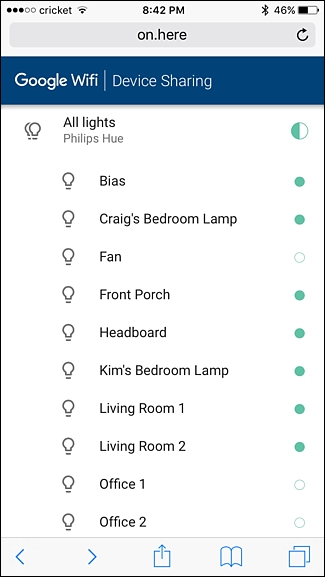 cricket 8:42 PM 46%
on.here
Google Wifi | Device Sharing
All lights
Philips Hue
Bias
Craig's Bedroom Lamp
Fan
Front Porch
Headboard
Kim's Bedroom Lamp
Living Room 1
Living Room 2
Office 1
Office 2